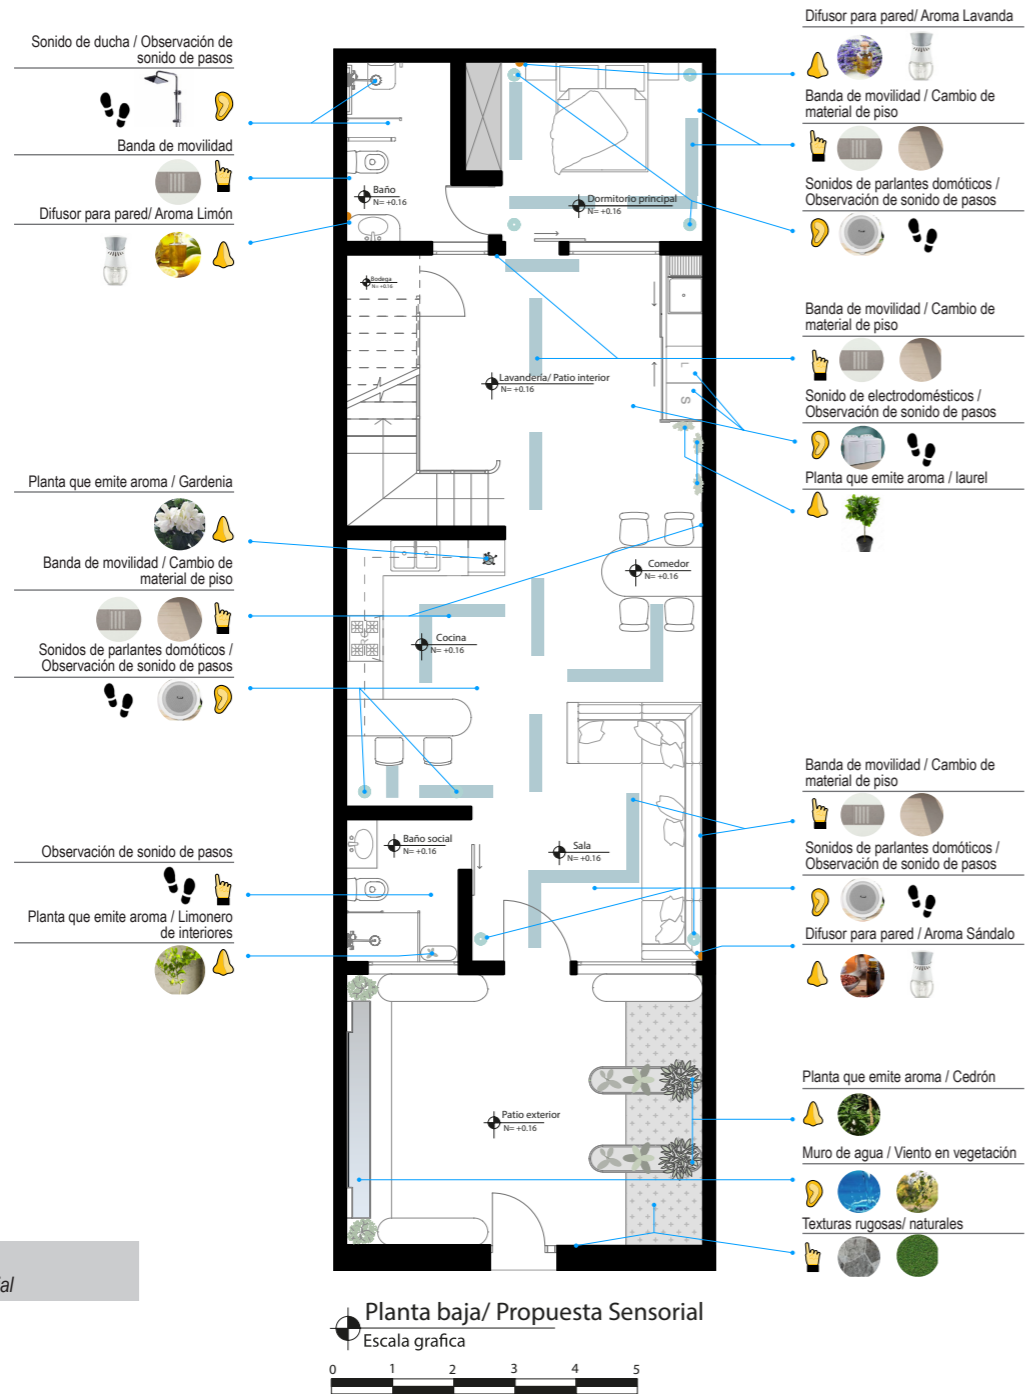 Sonido de ducha / Observación de
sonido de pasos
Banda de movilidad
Difusor para pared/ Aroma Limón
Planta que emite aroma / Gardenia
Banda de movilidad / Cambio de
material de piso
Sonidos de parlantes domóticos /
Observación de sonido de pasos
Observación de sonido de pasos
Planta que emite aroma / Limonero
de interiores
al
Baño
N= +0.16
Dormitorio principal
N= +0.16
Bodega
N= +0.16
Lavandería/ Patio interior
N= +0.16
L
S
Comedor
N= +0.16
Cocina
N= +0.16
Baño social
N= +0.16
Sala
N= +0.16
Patio exterior
N= +0.16
Difusor para pared/ Aroma Lavanda
Banda de movilidad / Cambio de
material de piso
Sonidos de parlantes domóticos /
Observación de sonido de pasos
Banda de movilidad / Cambio de
material de piso
Sonido de electrodomésticos /
Observación de sonido de pasos
Planta que emite aroma / laurel
Banda de movilidad / Cambio de
material de piso
Sonidos de parlantes domóticos /
Observación de sonido de pasos
Difusor para pared / Aroma Sándalo
Planta que emite aroma / Cedrón
Muro de agua / Viento en vegetación
Texturas rugosas/ naturales
Planta baja/ Propuesta Sensorial
Escala grafica
0 1 2 3 4 5